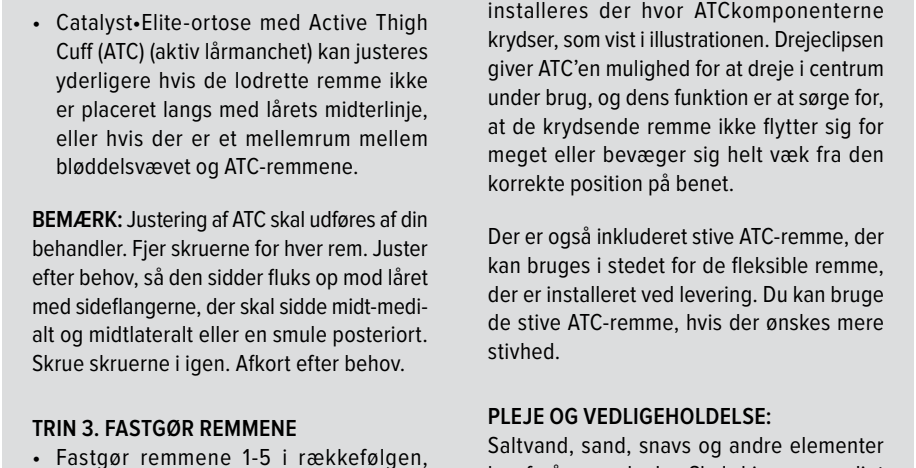 • Catalyst•Elite-ortose med Active Thigh
Cuff (ATC) (aktiv lårmanchet) kan justeres
yderligere hvis de lodrette remme ikke
er placeret langs med lårets midterlinje,
eller hvis der er et mellemrum mellem
bløddelsvævet og ATC-remmene.
BEMÆRK: Justering af ATC skal udføres af din
behandler. Fjer skruerne for hver rem. Juster
efter behov, så den sidder fluks op mod låret
med sideflangerne, der skal sidde midt-medi-
alt og midtlateralt eller en smule posteriort.
Skrue skruerne i igen. Afkort efter behov.
TRIN 3. FASTGØR REMMENE
• Fastgør remmene 1-5 i rækkefølgen,
installeres der hvor ATCkomponenterne
krydser, som vist i illustrationen. Drejeclipsen
giver ATC’en mulighed for at dreje i centrum
under brug, og dens funktion er at sørge for,
at de krydsende remme ikke flytter sig for
meget eller bevæger sig helt væk fra den
korrekte position på benet.
Der er også inkluderet stive ATC-remme, der
kan bruges i stedet for de fleksible remme,
der er installeret ved levering. Du kan bruge
de stive ATC-remme, hvis der ønskes mere
stivhed.
PLEJE OG VEDLIGEHOLDELSE:
Saltvand, sand, snavs og andre elementer